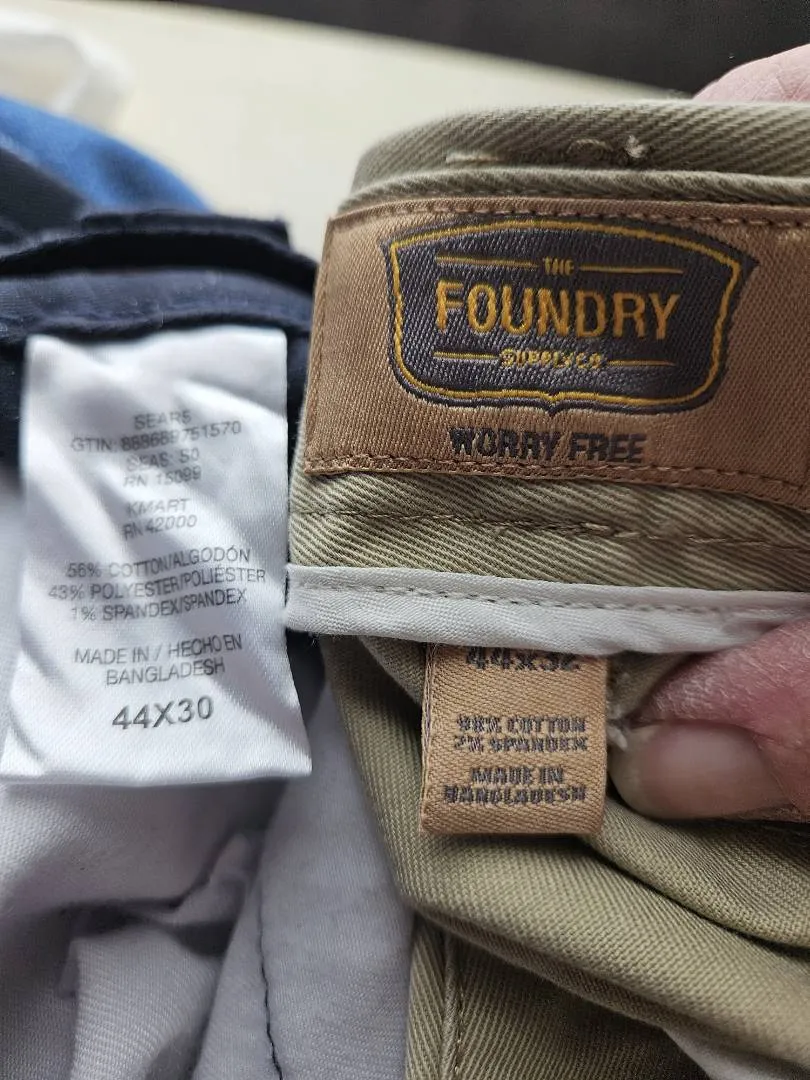 SEARS
GTIN: 888689751570
SEAS: 50
RN 15099
KMART
RN 42000
56% COTTON/ALGODÓN
43% POLYESTER/POLIÉSTER
1% SPANDEX/SPANDEX
MADE IN / HECHO EN
BANGLADESH
44X30
THE
FOUNDRY
SUPPLY CO
WORRY FREE
44X32
98% COTTON
2% SPANDEX
MADE IN
BANGLADESH